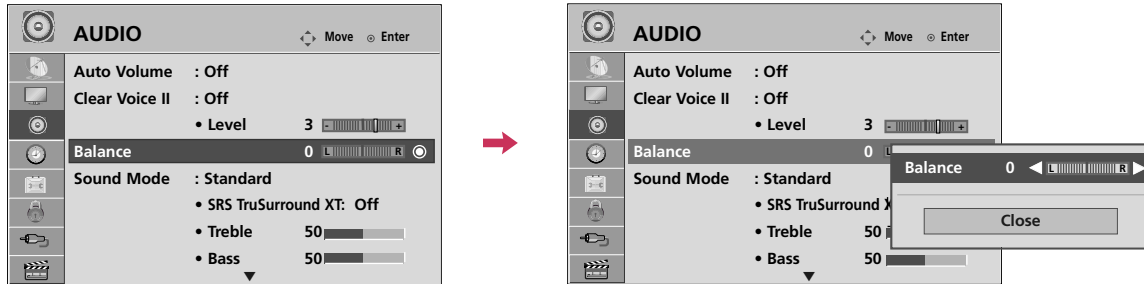 AUDIO Move Enter
Auto Volume : Off
Clear Voice II : Off
• Level 3 - +
Balance 0 L R
Sound Mode : Standard
• SRS TruSurround XT: Off
• Treble 50
• Bass 50
AUDIO Move Enter
Auto Volume : Off
Clear Voice II : Off
• Level 3 - +
Balance 0 L
Sound Mode : Standard
• SRS TruSurround X
• Treble 50
• Bass 50
Balance 0 L R
Close